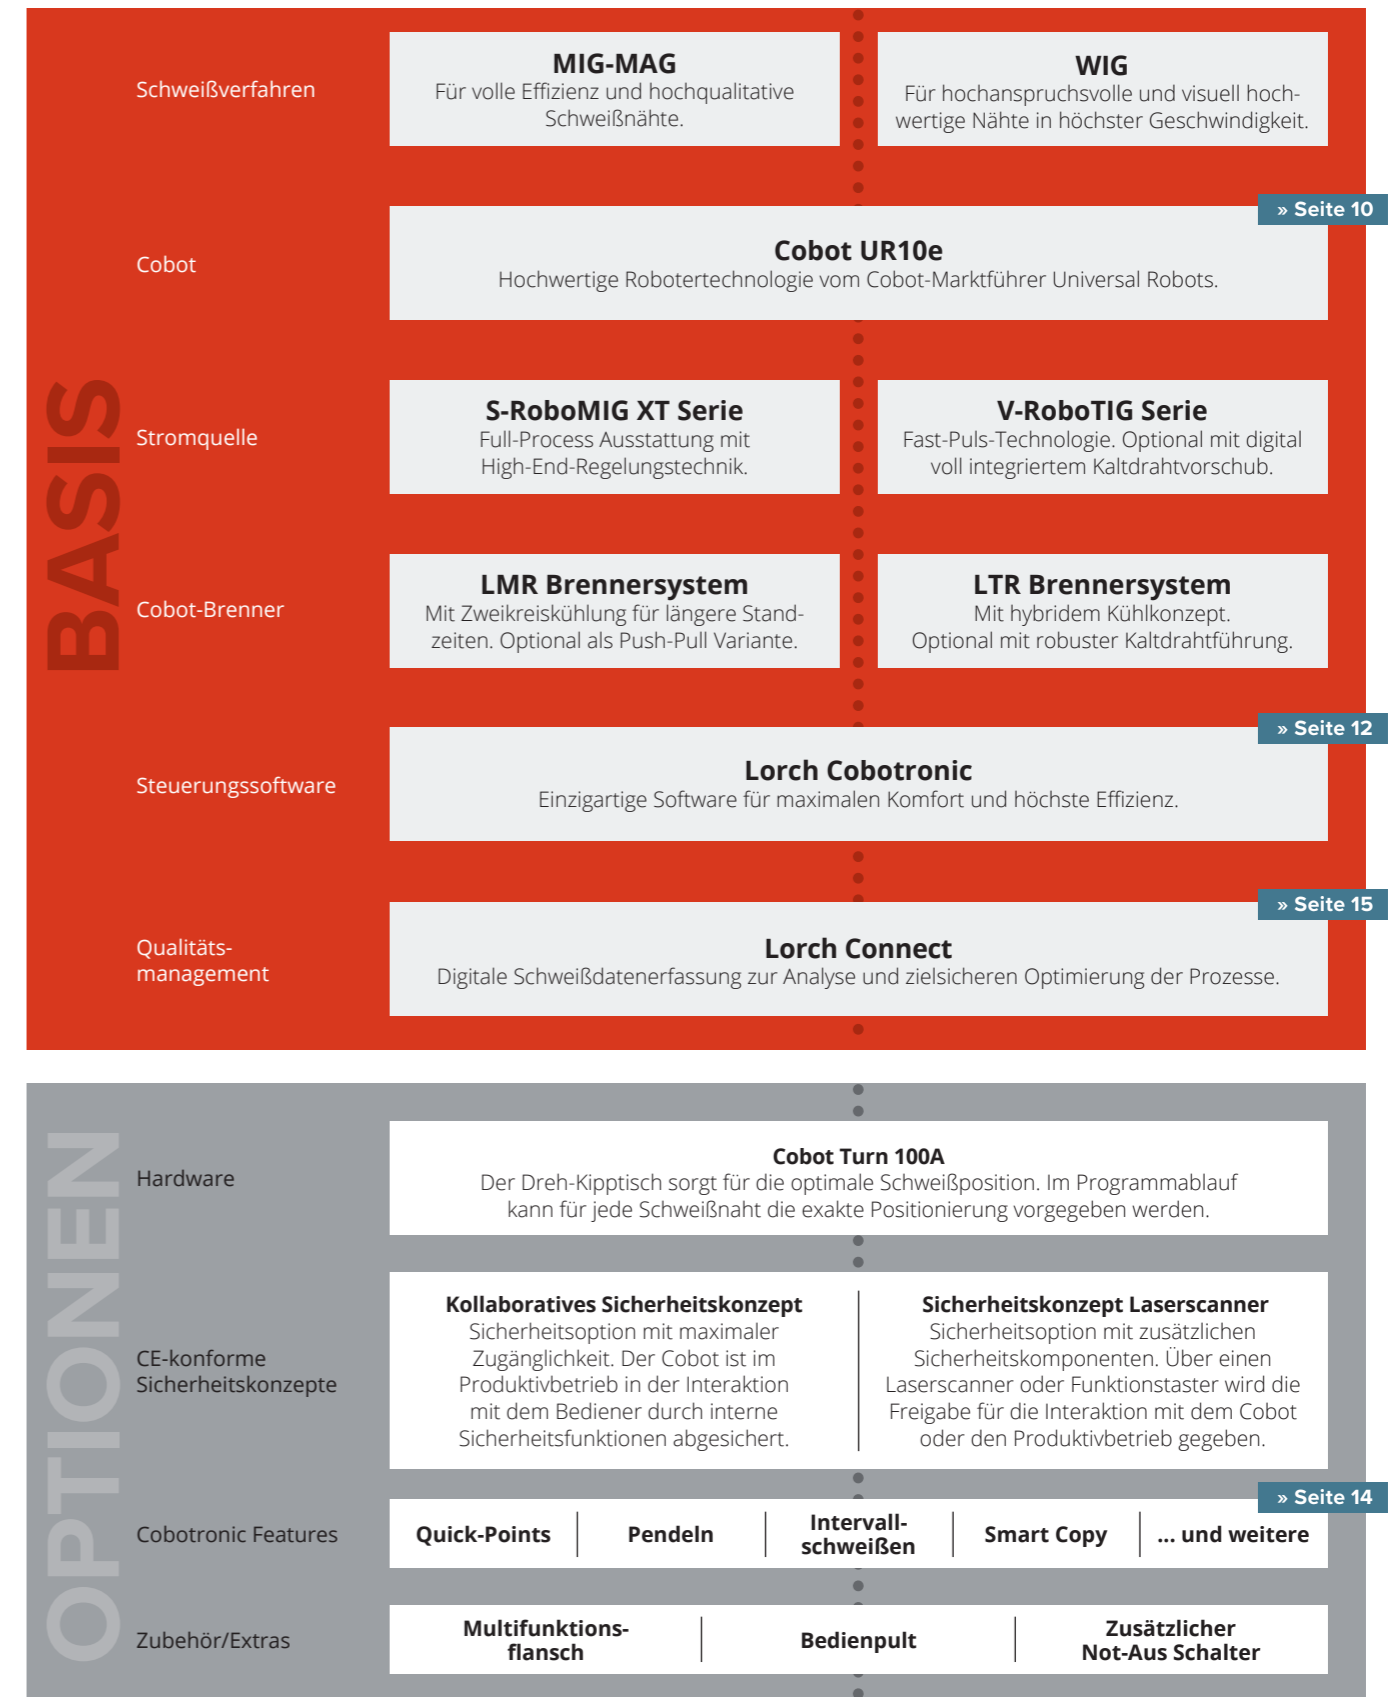 BASIS
Schweißverfahren
MIG-MAG
Für volle Effizienz und hochqualitative
Schweißnähte.
WIG
Für hochanspruchsvolle und visuell hoch-
wertige Nähte in höchster Geschwindigkeit.
» Seite 10
Cobot
Cobot UR10e
Hochwertige Robotertechnologie vom Cobot-Marktführer Universal Robots.
Stromquelle
S-RoboMIG XT Serie
Full-Process Ausstattung mit
High-End-Regelungstechnik.
V-RoboTIG Serie
Fast-Puls-Technologie. Optional mit digital
voll integriertem Kaltdrahtvorschub.
Cobot-Brenner
LMR Brennersystem
Mit Zweikreiskühlung für längere Stand-
zeiten. Optional als Push-Pull Variante.
LTR Brennersystem
Mit hybridem Kühlkonzept.
Optional mit robuster Kaltdrahtführung.
» Seite 12
Steuerungssoftware
Lorch Cobotronic
Einzigartige Software für maximalen Komfort und höchste Effizienz.
» Seite 15
Qualitäts-
management
Lorch Connect
Digitale Schweißdatenerfassung zur Analyse und zielsicheren Optimierung der Prozesse.
OPTIONEN
Hardware
Cobot Turn 100A
Der Dreh-Kipptisch sorgt für die optimale Schweißposition. Im Programmablauf
kann für jede Schweißnaht die exakte Positionierung vorgegeben werden.
CE-konforme
Sicherheitskonzepte
Kollaboratives Sicherheitskonzept
Sicherheitsoption mit maximaler
Zugänglichkeit. Der Cobot ist im
Produktivbetrieb in der Interaktion
mit dem Bediener durch interne
Sicherheitsfunktionen abgesichert.
Sicherheitskonzept Laserscanner
Sicherheitsoption mit zusätzlichen
Sicherheitskomponenten. Über einen
Laserscanner oder Funktionstaster wird die
Freigabe für die Interaktion mit dem Cobot
oder den Produktivbetrieb gegeben.
» Seite 14
Cobotronic Features
Quick-Points
Pendeln
Intervall-
schweißen
Smart Copy
... und weitere
Zubehör/Extras
Multifunktions-
flansch
Bedienpult
Zusätzlicher
Not-Aus Schalter